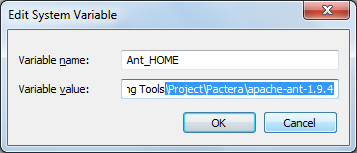 Edit System Variable
Variable name: Ant_HOME
Variable value: ng Tools\Project\Pactera\apache-ant-1.9.4
OK Cancel